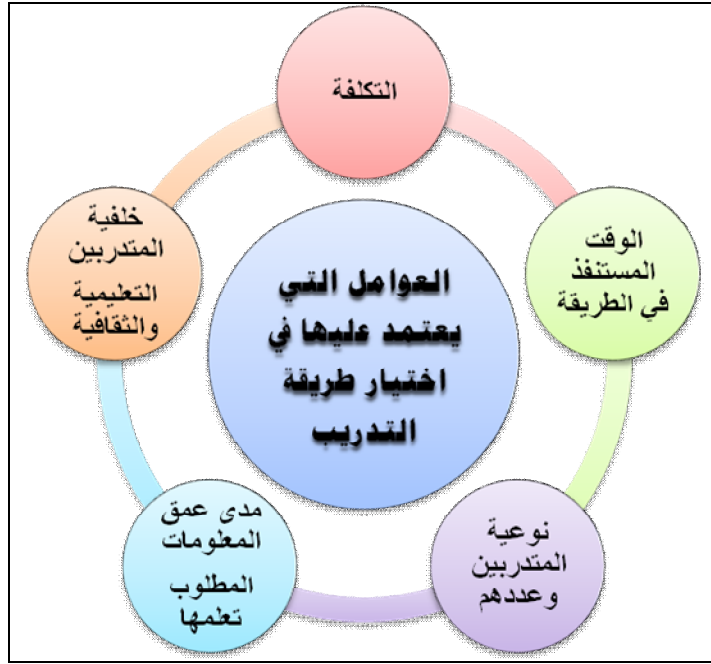 التكلفة
الوقت
المستنفذ
في الطريقة
نوعية
المتدربين
وعددهم
مدى عمق
المعلومات
المطلوب
تعلمها
خلفية
المتدربين
التعليمية
والثقافية
العوامل التي
يعتمد عليها في
اختيار طريقة
التدريب